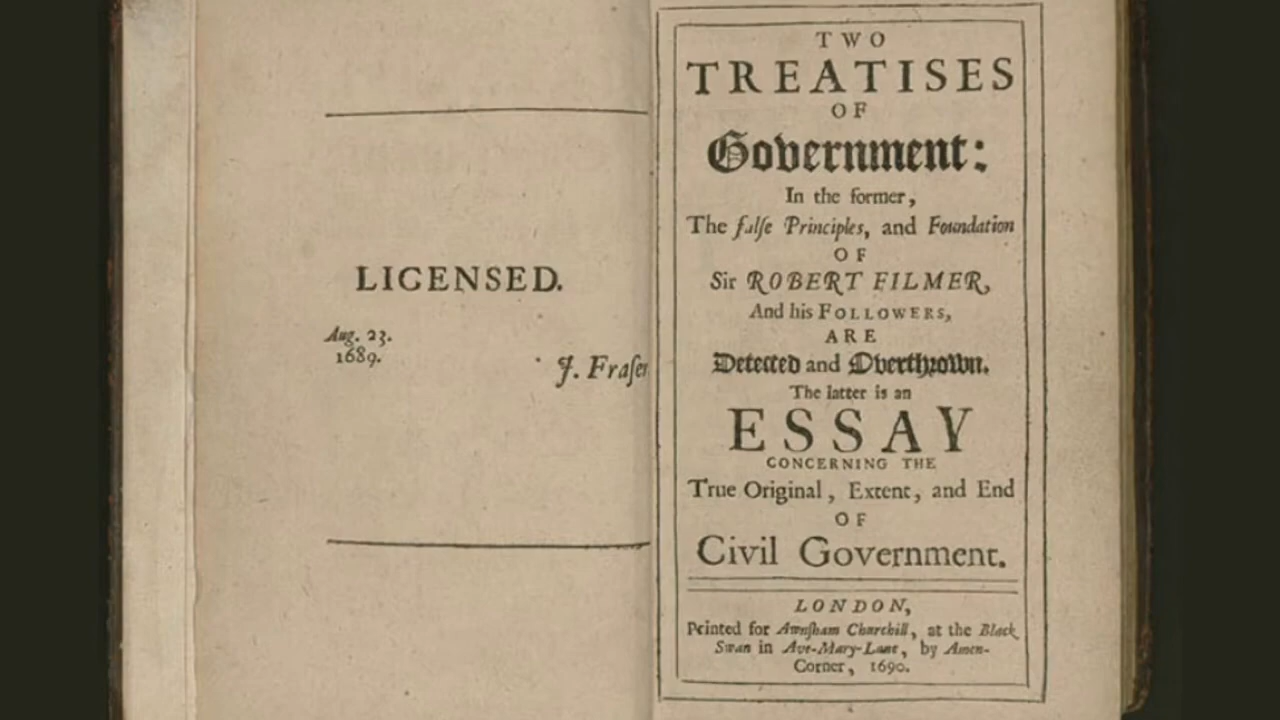 LICENSED.
Aug. 23.
1689.
J. Fraſer
TWO
TREATISES
OF
Government:
In the former,
The falſe Principles, and Foundation
OF
Sir ROBERT FILMER,
And his FOLLOWERS,
ARE
Detected and Overthrown.
The latter is an
ESSAY
CONCERNING THE
True Original, Extent, and End
OF
Civil Government.
LONDON,
Printed for Awnſham Churchill, at the Black
Swan in Ave-Mary-Lane, by Amen-
Corner, 1690.